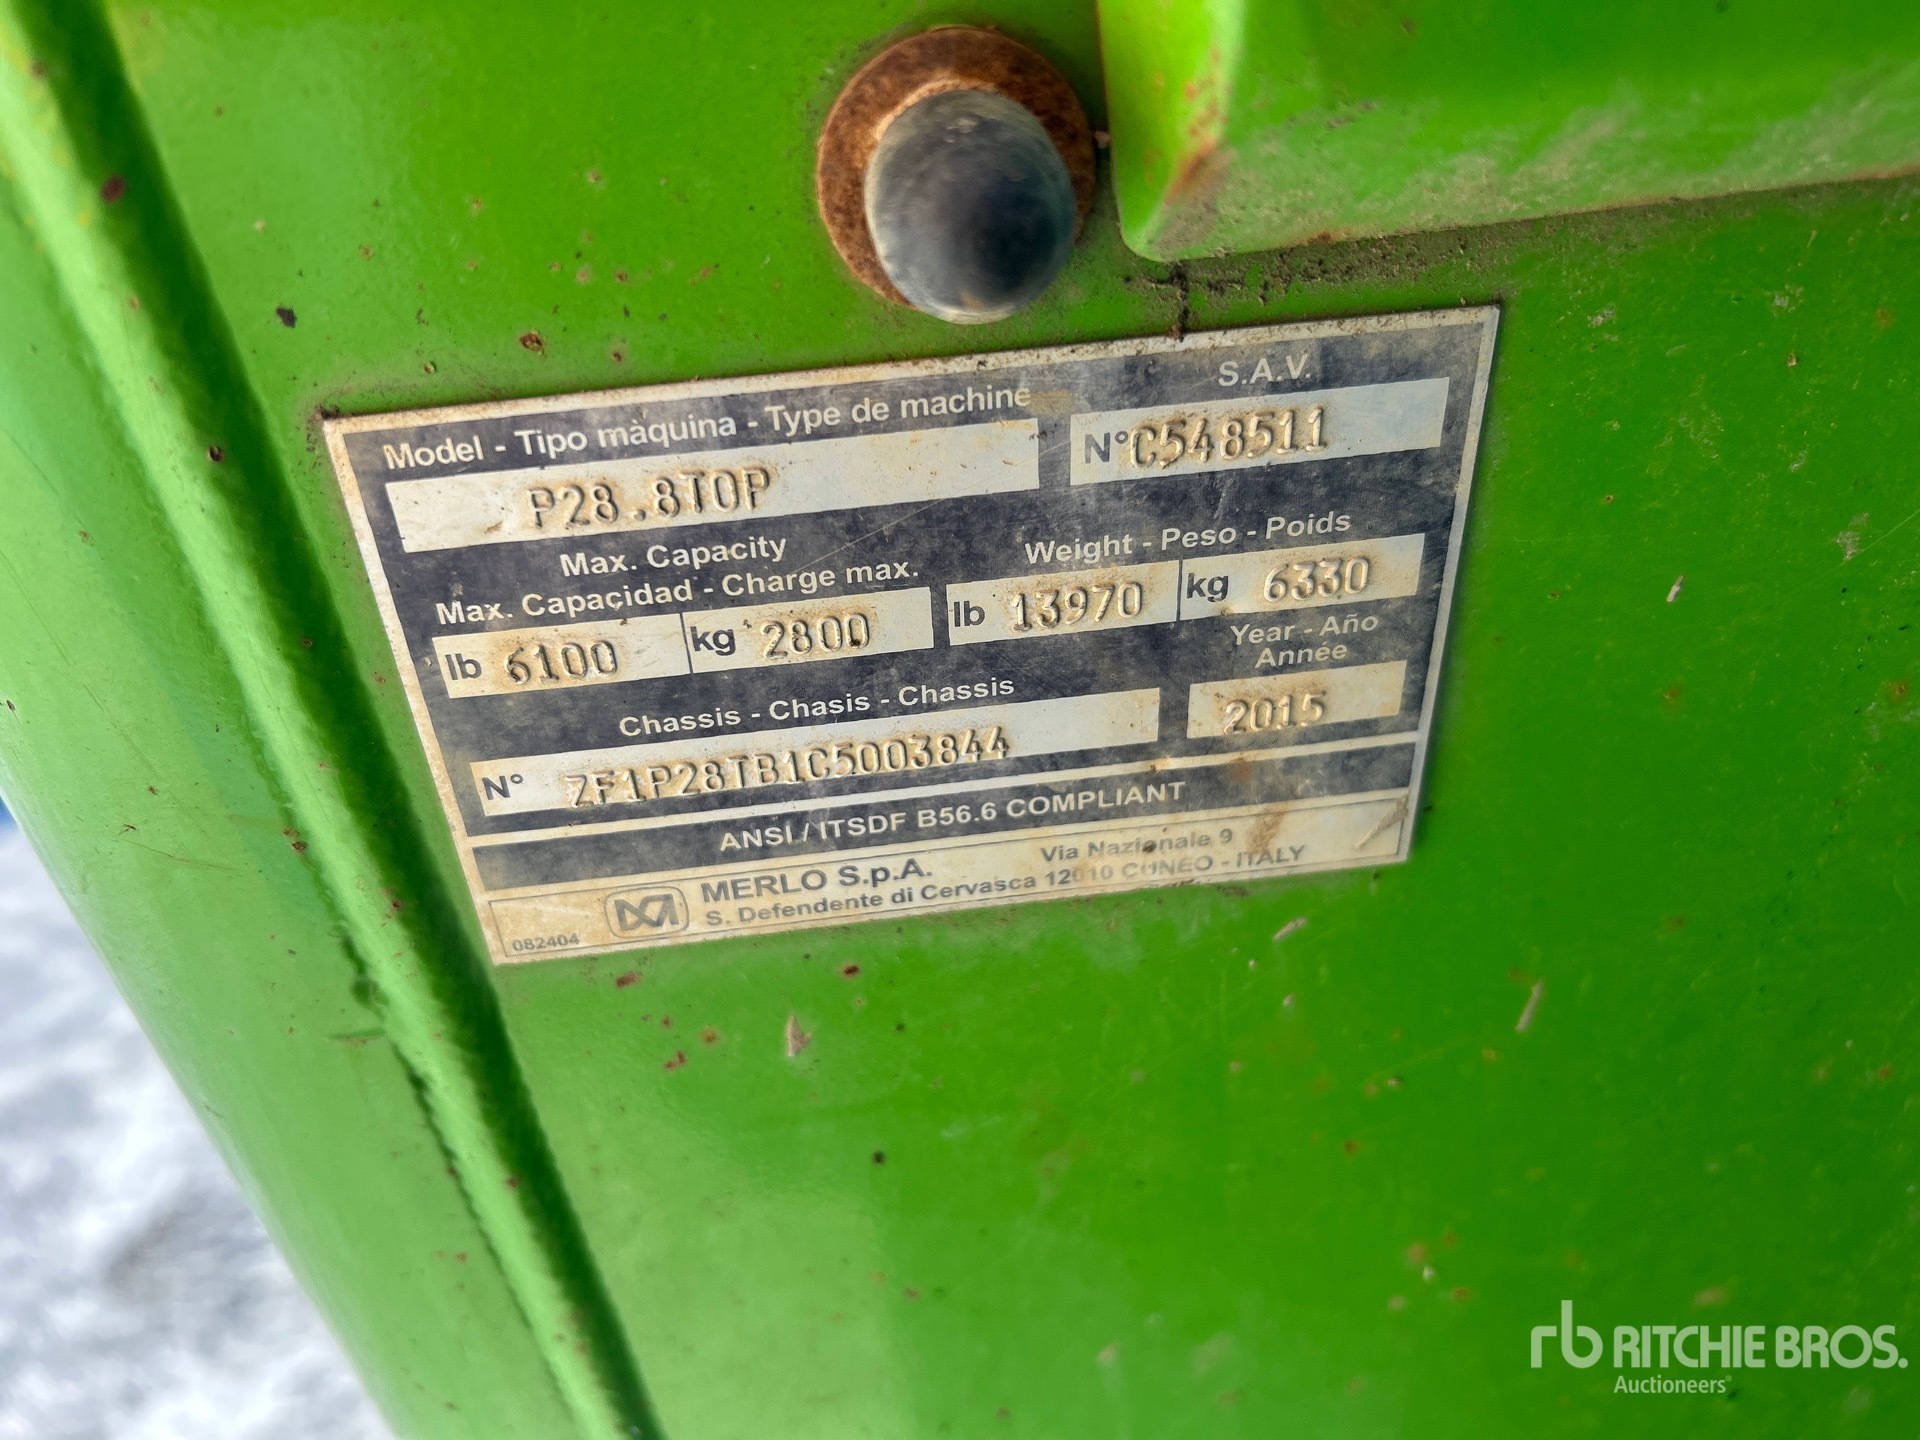 Model - Tipo màquina - Type de machine
S.A.V.
P28.8TOP
N° C548511
Max. Capacity
Max. Capacidad - Charge max.
Weight - Peso - Poids
lb 6100 kg 2800
lb 13970 kg 6330
Year - Año
Année
Chassis - Chasis - Chassis
2015
N° ZF1P28TB1C5003844
ANSI / ITSDF B56.6 COMPLIANT
MERLO S.p.A. Via Nazionale 9
S. Defendente di Cervasca 12010 CUNEO - ITALY
082404
rb RITCHIE BROS.
Auctioneers